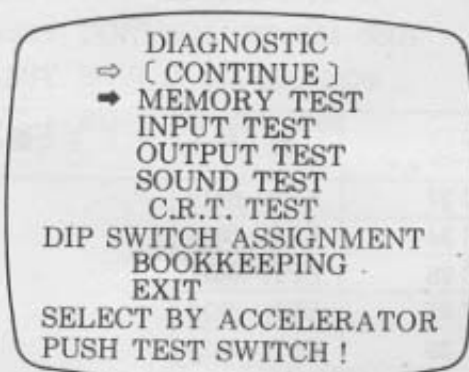 DIAGNOSTIC
⇨ [ CONTINUE ]
➡ MEMORY TEST
INPUT TEST
OUTPUT TEST
SOUND TEST
C.R.T. TEST
DIP SWITCH ASSIGNMENT
BOOKKEEPING
EXIT
SELECT BY ACCELERATOR
PUSH TEST SWITCH !